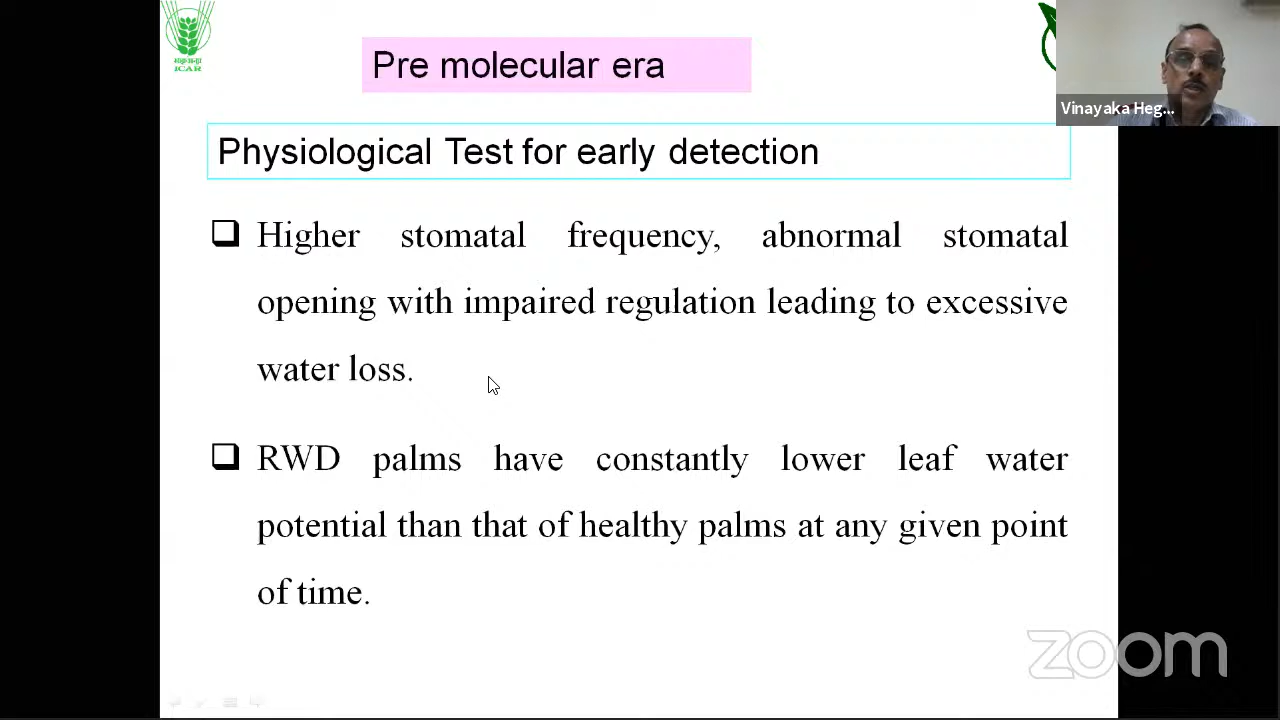 ICAR
Pre molecular era
Vinayaka Heg...
Physiological Test for early detection
Higher stomatal frequency, abnormal stomatal
opening with impaired regulation leading to excessive
water loss.
RWD palms have constantly lower leaf water
potential than that of healthy palms at any given point
of time.
zoom